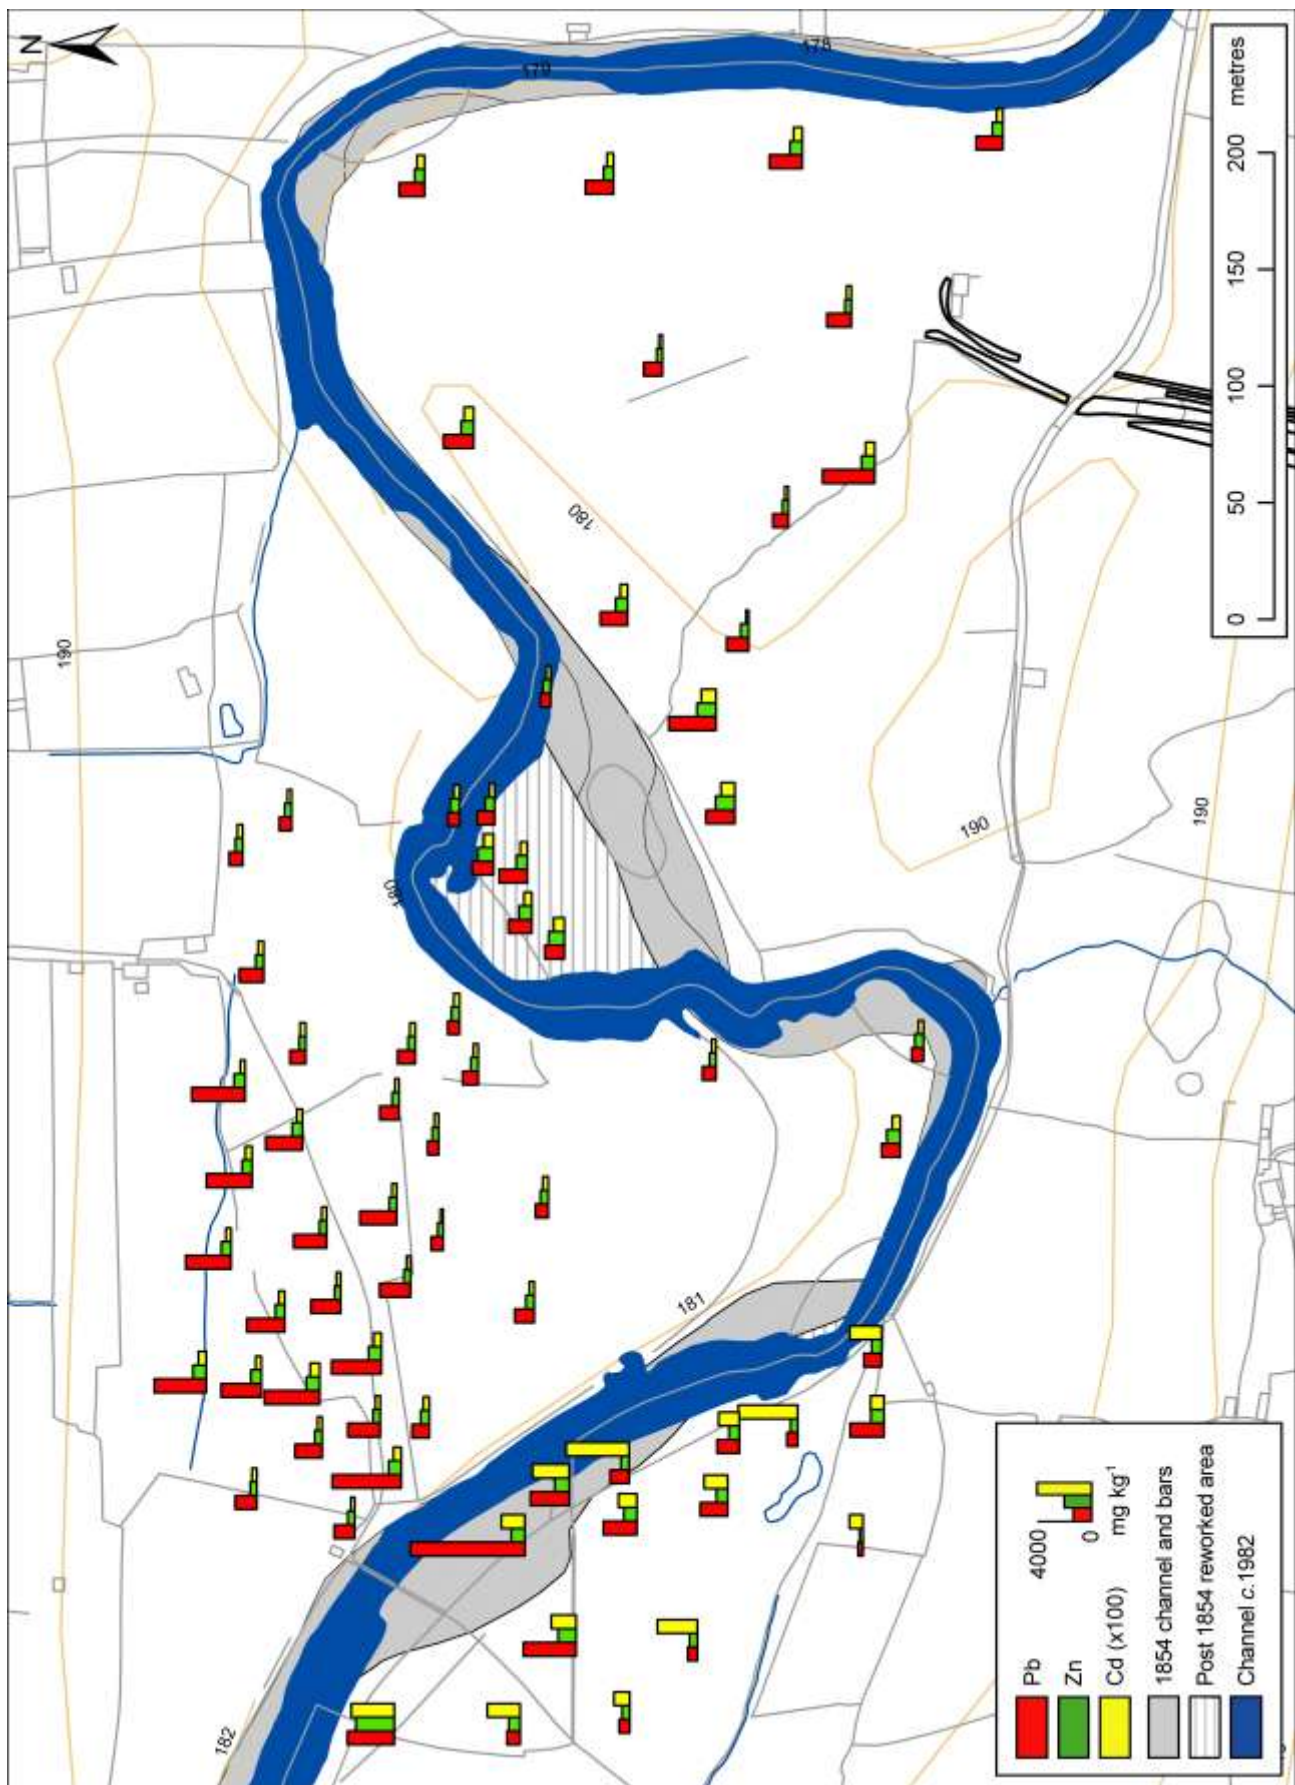 N
178
179
190
180
180
190
190
181
182
0 50 100 150 200 metres
Pb
Zn
Cd (x100)
4000
0
mg kg⁻¹
1854 channel and bars
Post 1854 reworked area
Channel c.1982